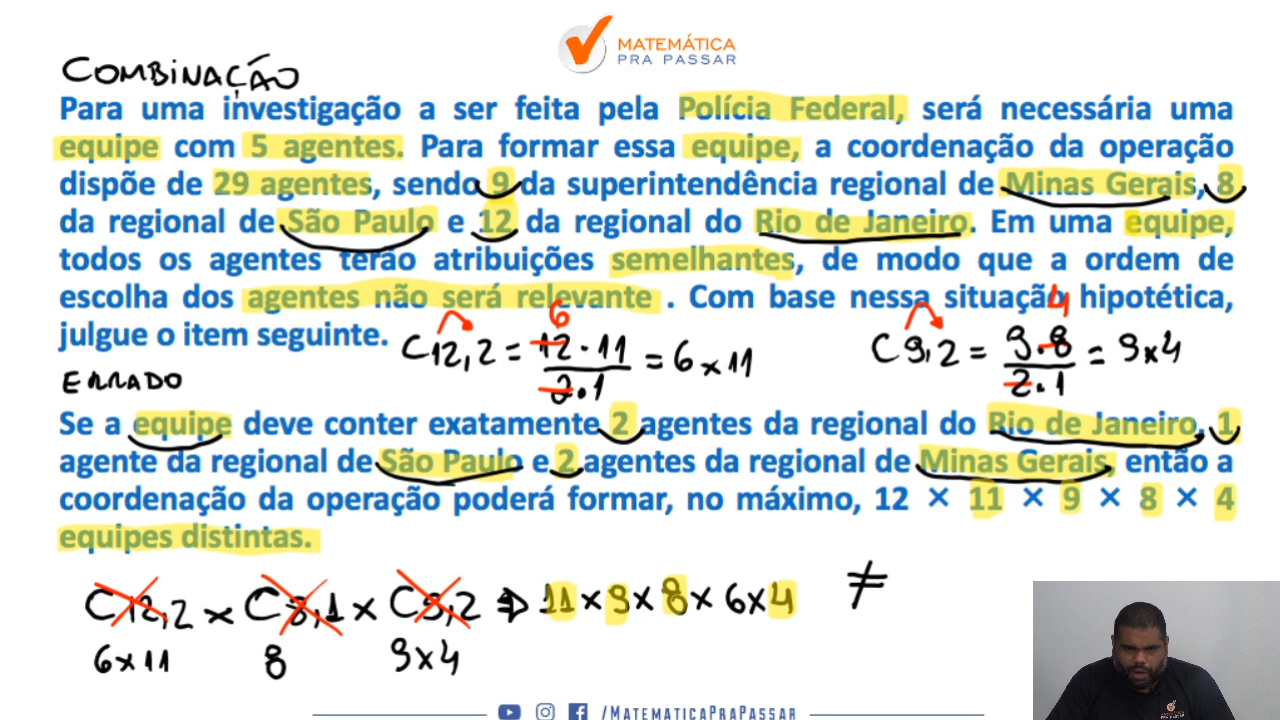 MATEMÁTICA
PRA PASSAR
COMBINAÇÃO
Para uma investigação a ser feita pela Polícia Federal, será necessária uma
equipe com 5 agentes. Para formar essa equipe, a coordenação da operação
dispõe de 29 agentes, sendo 9 da superintendência regional de Minas Gerais, 8
da regional de São Paulo e 12 da regional do Rio de Janeiro. Em uma equipe,
todos os agentes terão atribuições semelhantes, de modo que a ordem de
escolha dos agentes não será relevante . Com base nessa situação hipotética,
julgue o item seguinte.
6
4
C12,2 = 12 . 11 / 2 . 1 = 6 x 11
C9,2 = 9 . 8 / 2 . 1 = 9 x 4
ERRADO
Se a equipe deve conter exatamente 2 agentes da regional do Rio de Janeiro, 1
agente da regional de São Paulo e 2 agentes da regional de Minas Gerais, então a
coordenação da operação poderá formar, no máximo, 12 × 11 × 9 × 8 × 4
equipes distintas.
C12,2 x C8,1 x C9,2 ⇒ 11 x 9 x 8 x 6 x 4 ≠
6 x 11 8 9 x 4
/MATEMATICAPRAPASSAR